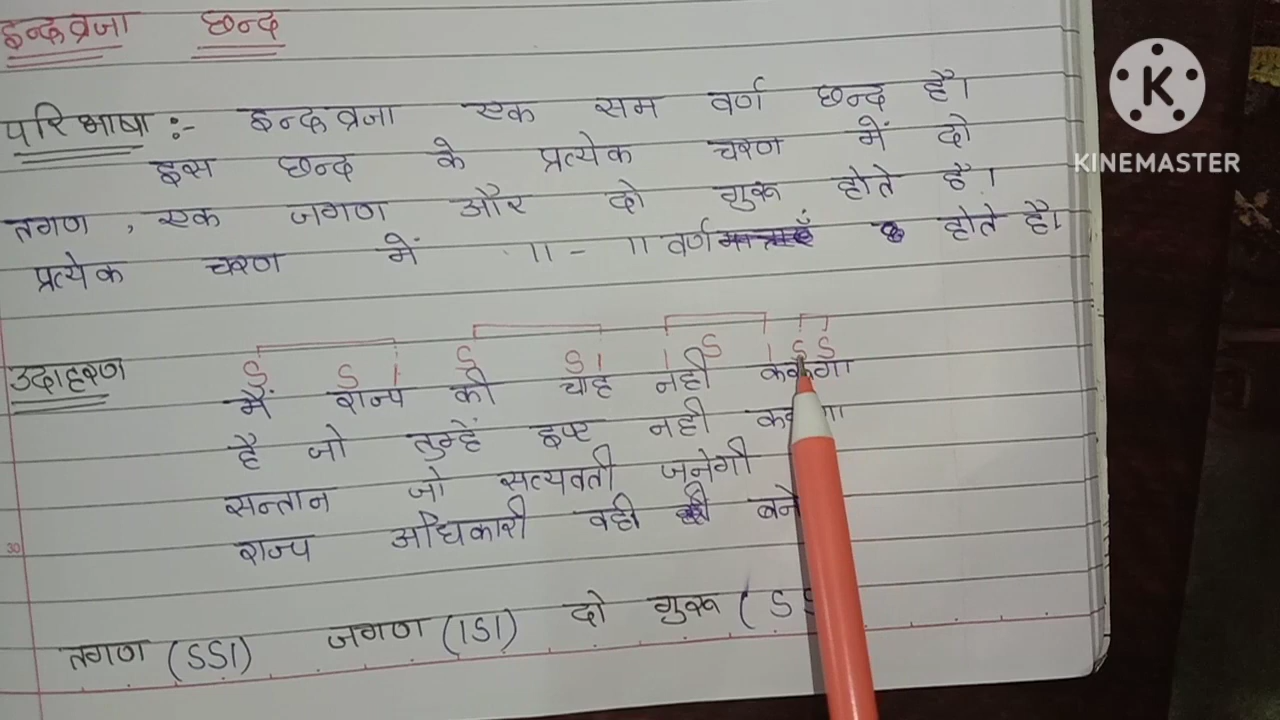 इन्द्रवज्रा छन्द
परिभाषा :- इन्द्रवज्रा एक सम वर्ण छन्द है।
इस छन्द के प्रत्येक चरण में दो
तगण , एक जगण और दो गुरू होते है ।
प्रत्येक चरण में 11 - 11 वर्ण होते है।
S S I S S I I S I S S
उदाहरण मैं राज्य की चाह नही करूगा
है जो तुम्हें इष्ट नही
सन्तान जो सत्यवती जनेगी
राज्य अधिकारी वही बने
तगण (SSI) जगण (ISI) दो गुरू ( S S
K
KINEMASTER
30